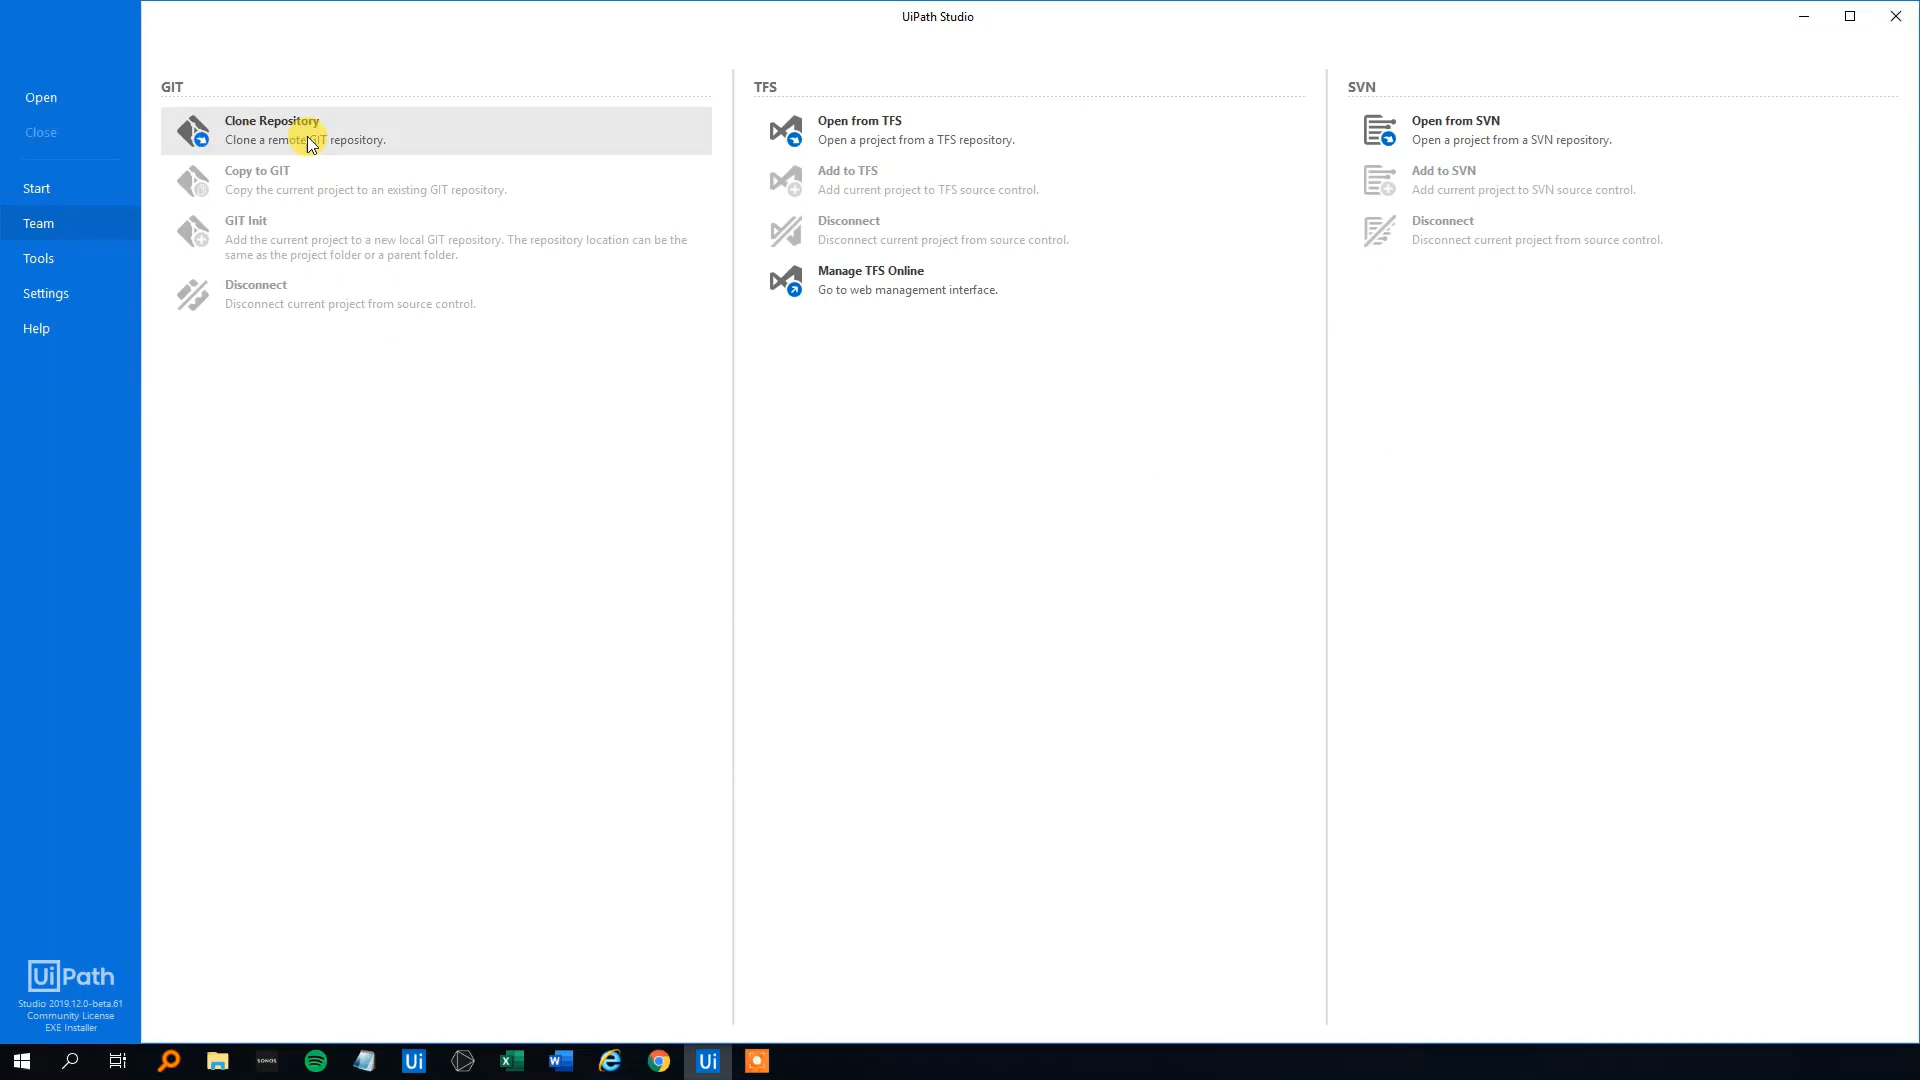 UiPath Studio
Open
Close
Start
Team
Tools
Settings
Help
GIT
Clone Repository
Clone a remote GIT repository.
Copy to GIT
Copy the current project to an existing GIT repository.
GIT Init
Add the current project to a new local GIT repository. The repository location can be the
same as the project folder or a parent folder.
Disconnect
Disconnect current project from source control.
TFS
Open from TFS
Open a project from a TFS repository.
Add to TFS
Add current project to TFS source control.
Disconnect
Disconnect current project from source control.
Manage TFS Online
Go to web management interface.
SVN
Open from SVN
Open a project from a SVN repository.
Add to SVN
Add current project to SVN source control.
Disconnect
Disconnect current project from source control.
UiPath
Studio 2019.12.0-beta.61
Community License
EXE Installer
SONOS
Ui
X
W
Ui